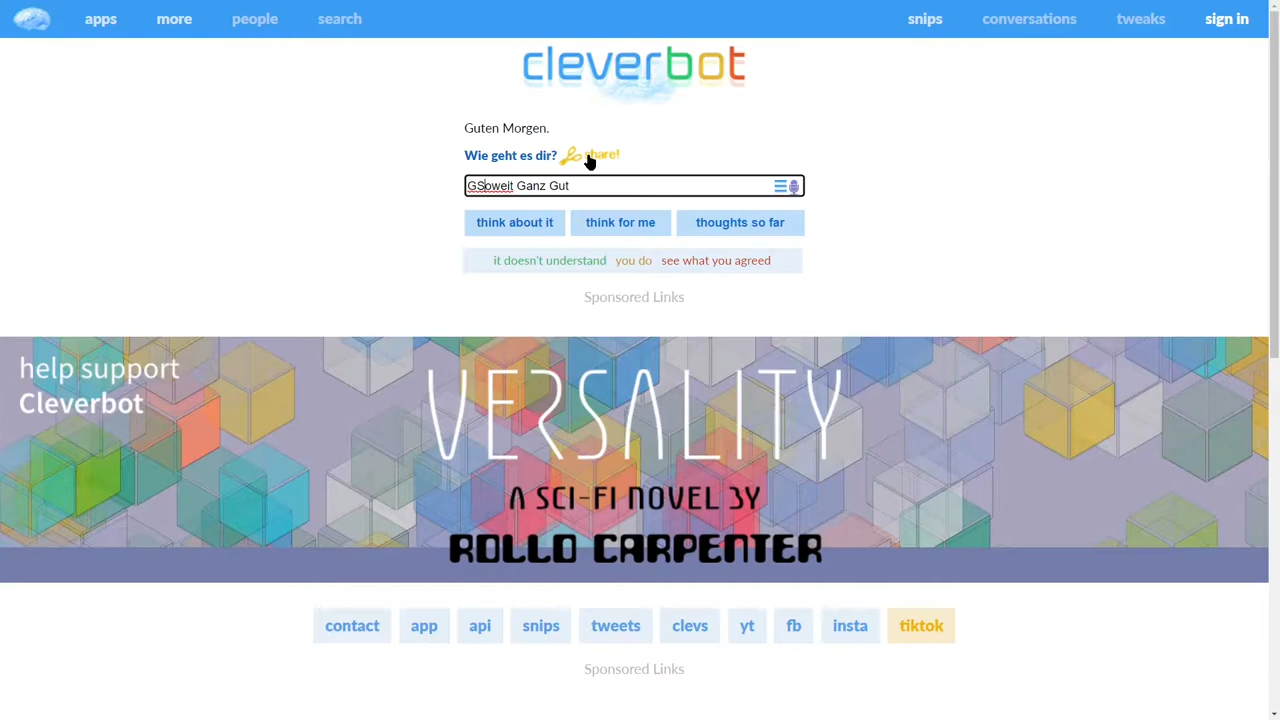 apps more people search snips conversations tweaks sign in
cleverbot
Guten Morgen.
Wie geht es dir? share!
GSoweit Ganz Gut
think about it think for me thoughts so far
it doesn't understand you do see what you agreed
Sponsored Links
help support
Cleverbot
VERSALITY
A SCI-FI NOVEL BY
ROLLO CARPENTER
contact app api snips tweets clevs yt fb insta tiktok
Sponsored Links